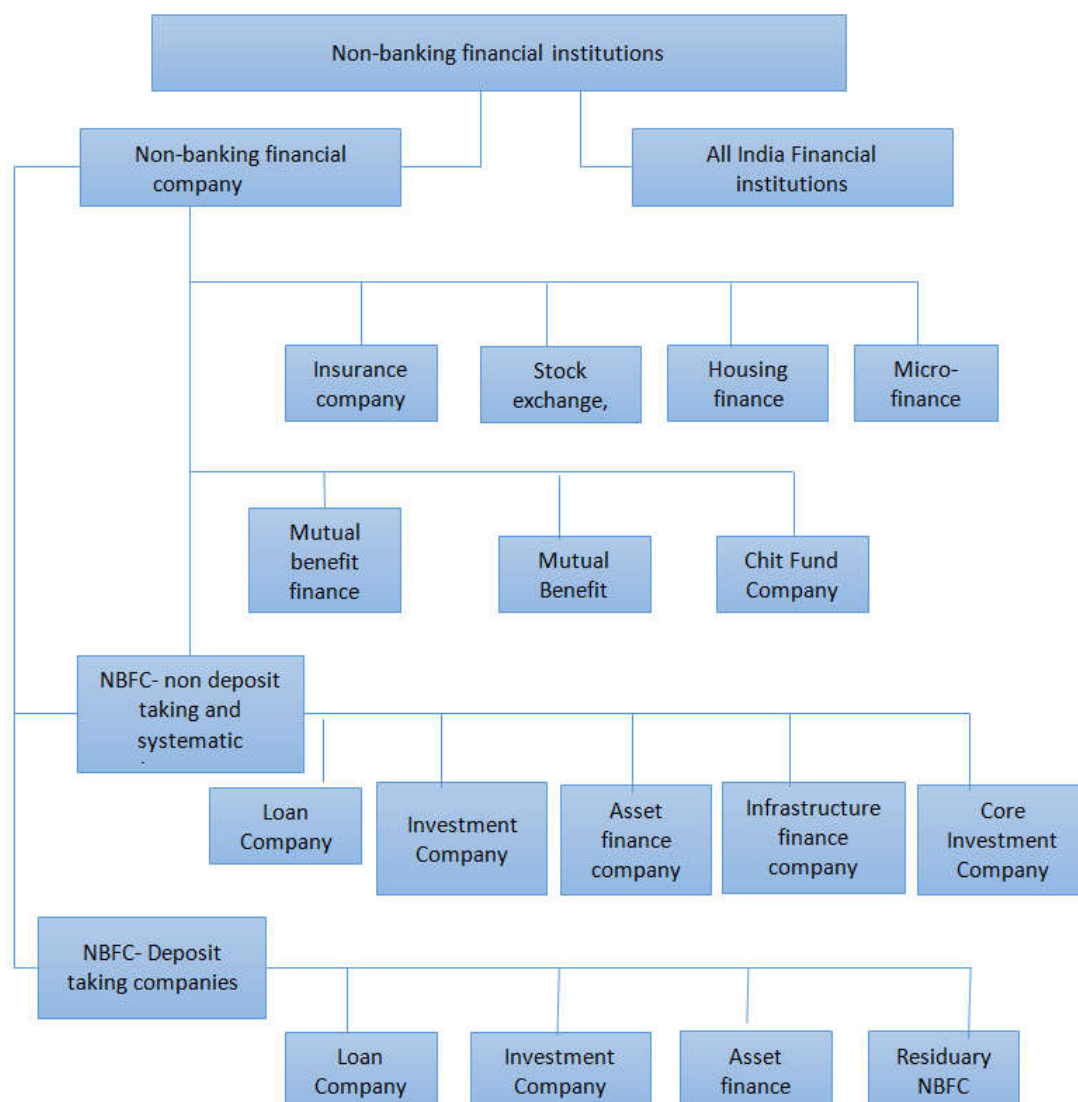 Non-banking financial institutions
Non-banking financial
company
All India Financial
institutions
Insurance
company
Stock
exchange,
Housing
finance
Micro-
finance
Mutual
benefit
finance
Mutual
Benefit
Chit Fund
Company
NBFC- non deposit
taking and
systematic
Loan
Company
Investment
Company
Asset
finance
company
Infrastructure
finance
company
Core
Investment
Company
NBFC- Deposit
taking companies
Loan
Company
Investment
Company
Asset
finance
Residuary
NBFC